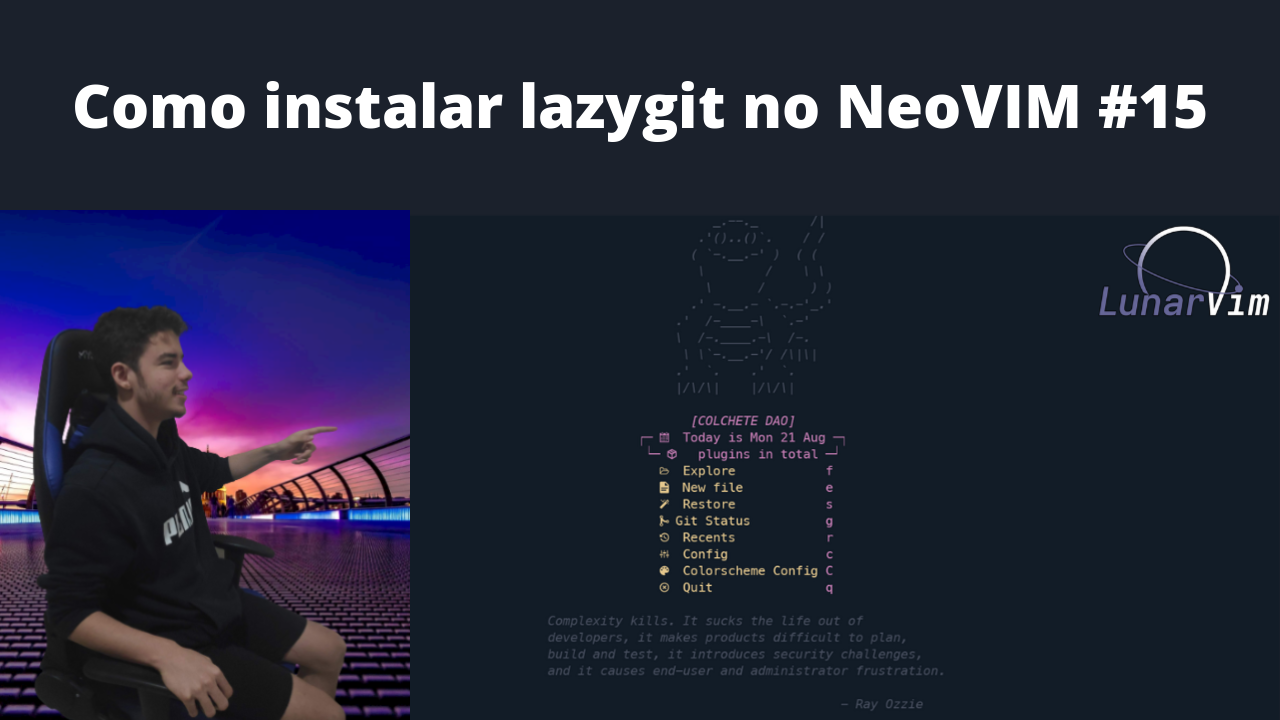 Como instalar lazygit no NeoVIM #15
LunarVim
[COLCHETE DAO]
Today is Mon 21 Aug
plugins in total
Explore f
New file e
Restore s
Git Status g
Recents r
Config c
Colorscheme Config C
Quit q
Complexity kills. It sucks the life out of
developers, it makes products difficult to plan,
build and test, it introduces security challenges,
and it causes end-user and administrator frustration.
- Ray Ozzie